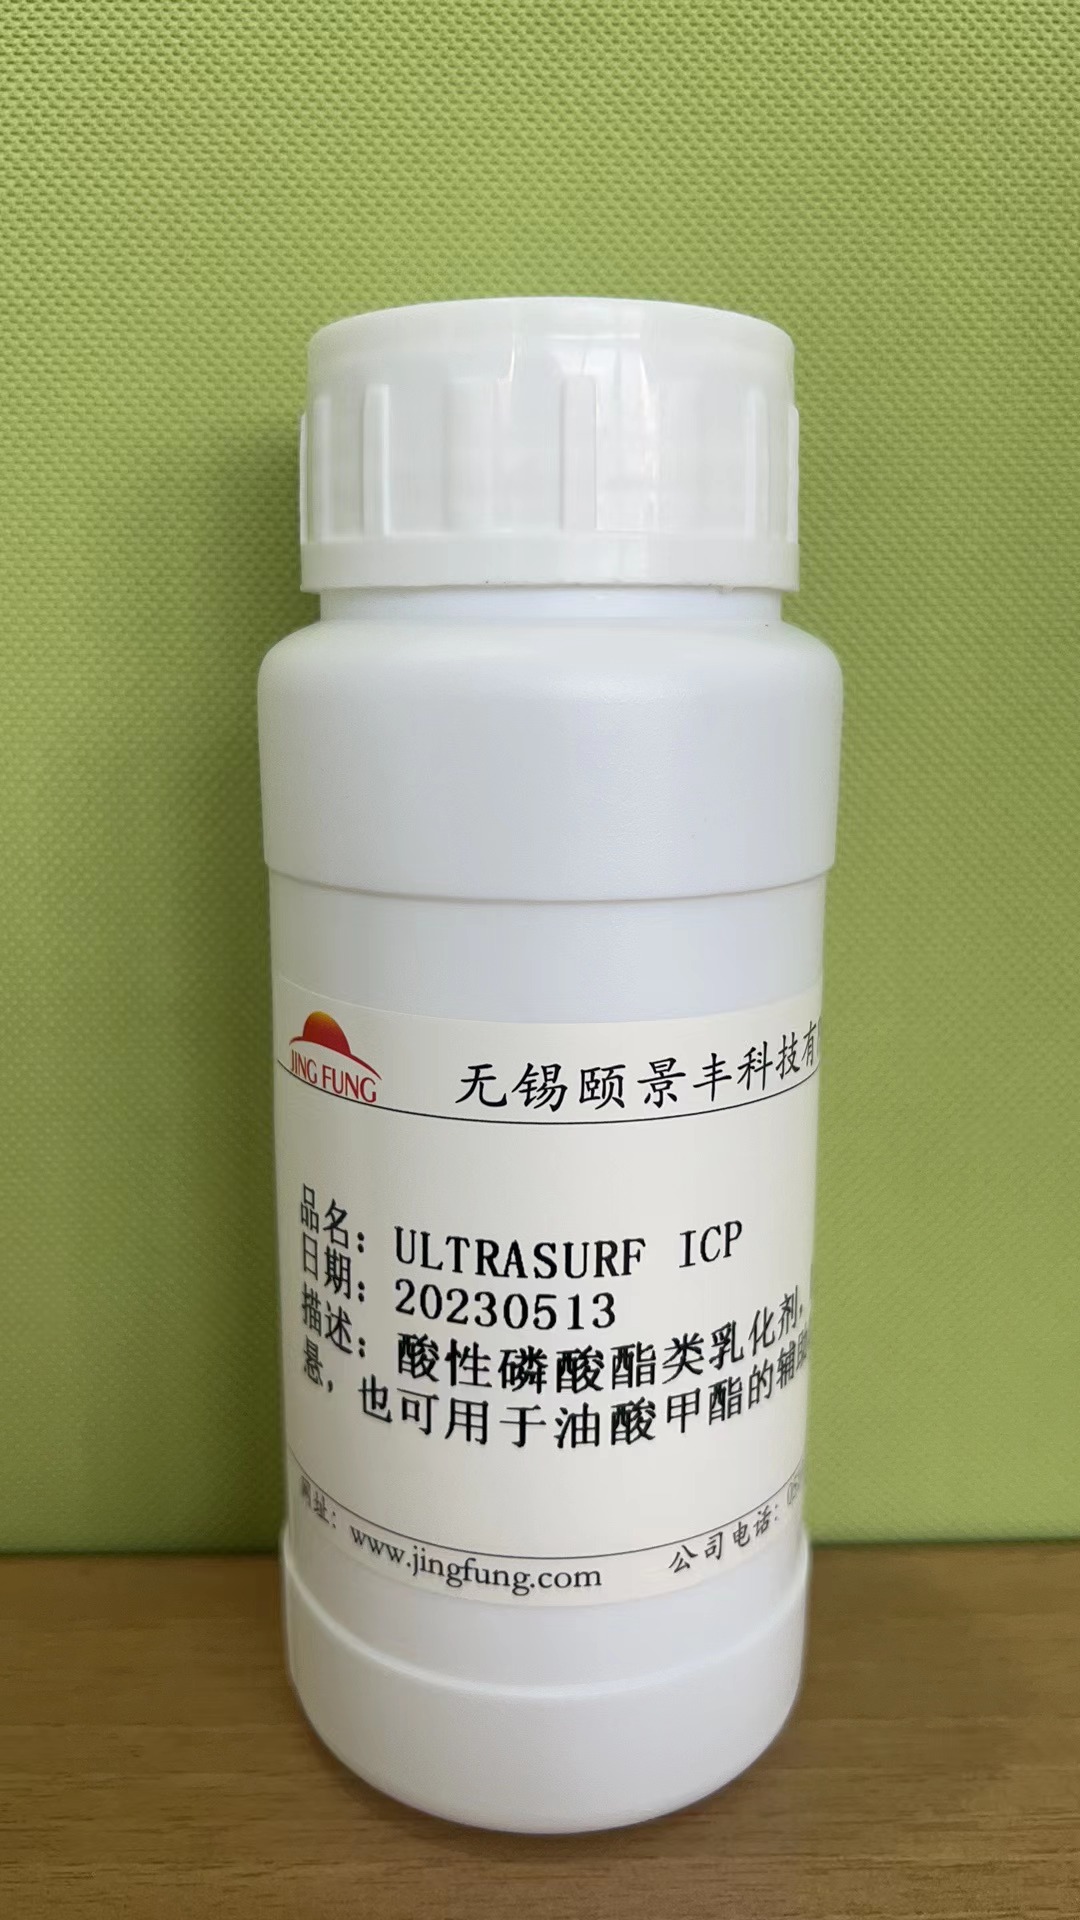 JING FUNG
无锡颐景丰科技有
品名：ULTRASURF ICP
日期：20230513
描述：酸性磷酸酯类乳化剂，
悬，也可用于油酸甲酯的辅助
网址：www.jingfung.com
公司电话：05